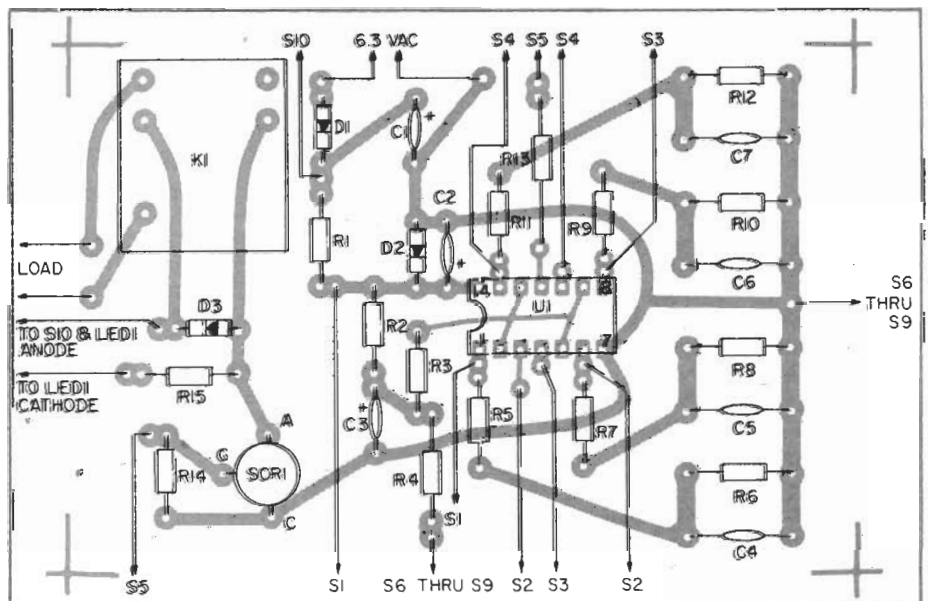 S10
6.3 VAC
S4
S5
S4
S3
R12
D1
C1
R13
C7
K1
C2
R11
R9
R10
R1
D2
C6
LOAD
14
8
U1
S6
THRU
S9
D3
R2
1
7
TO S10 & LED1
ANODE
R3
R8
TO LED1
CATHODE
R15
C3
R5
R7
C5
A
G
SCR1
R14
R4
R6
C
S1
C4
S5
S1
S6 THRU S9
S2
S3
S2